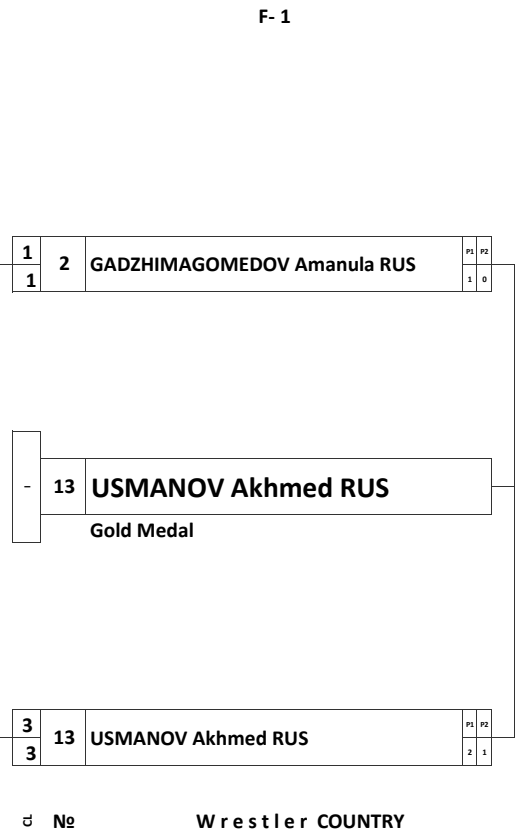 F- 1
1 2 GADZHIMAGOMEDOV Amanula RUS P1 P2
1 1 0
- 13 USMANOV Akhmed RUS
Gold Medal
3 13 USMANOV Akhmed RUS P1 P2
3 2 1
CL № W r e s t l e r COUNTRY